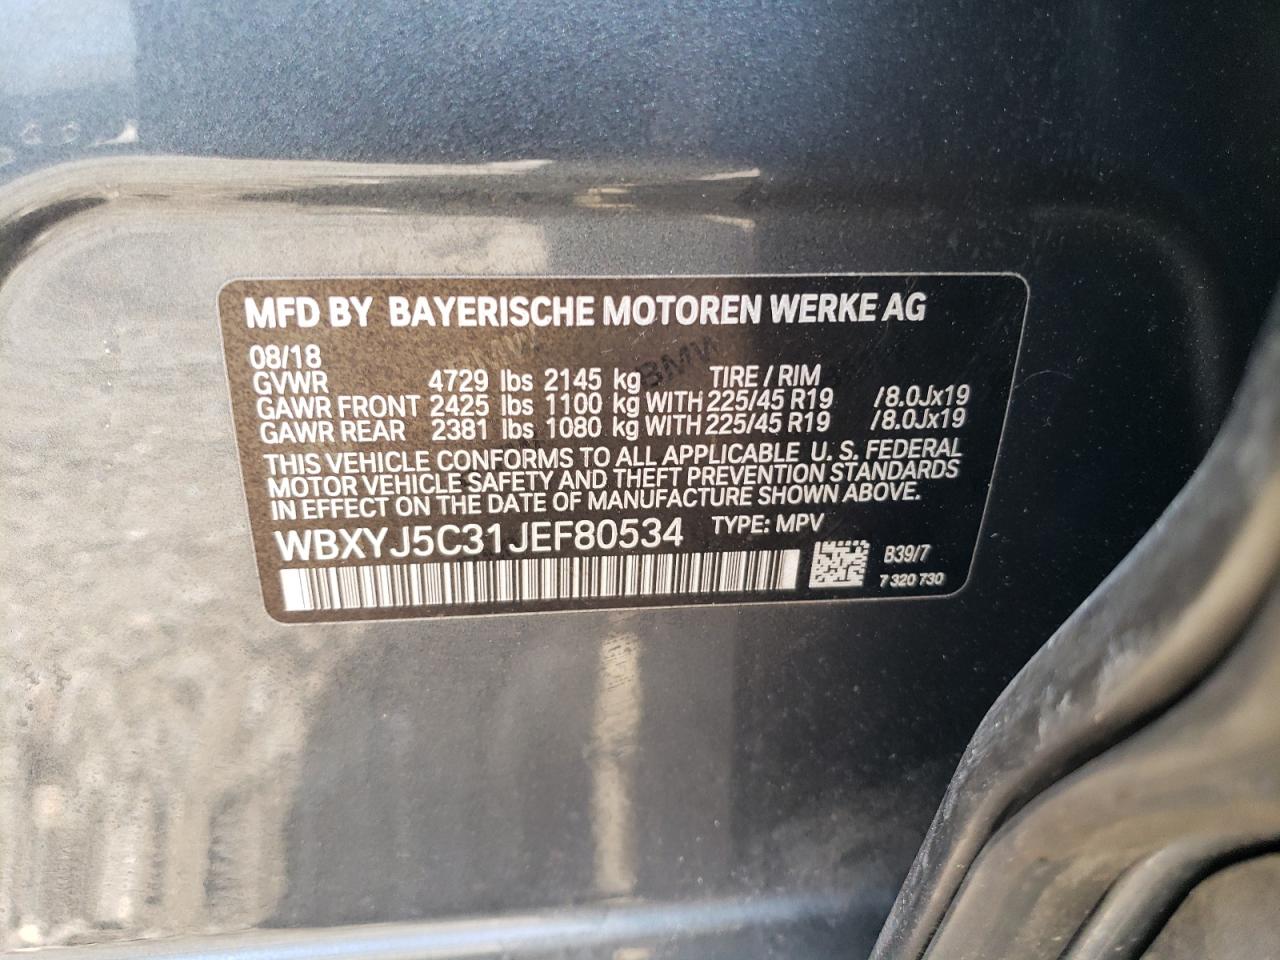 MFD BY BAYERISCHE MOTOREN WERKE AG
08/18
GVWR 4729 lbs 2145 kg TIRE / RIM
GAWR FRONT 2425 lbs 1100 kg WITH 225/45 R19 /8.0Jx19
GAWR REAR 2381 lbs 1080 kg WITH 225/45 R19 /8.0Jx19
THIS VEHICLE CONFORMS TO ALL APPLICABLE U. S. FEDERAL
MOTOR VEHICLE SAFETY AND THEFT PREVENTION STANDARDS
IN EFFECT ON THE DATE OF MANUFACTURE SHOWN ABOVE.
WBXYJ5C31JEF80534 TYPE: MPV
B39/7
7 320 730
BMW
BMW